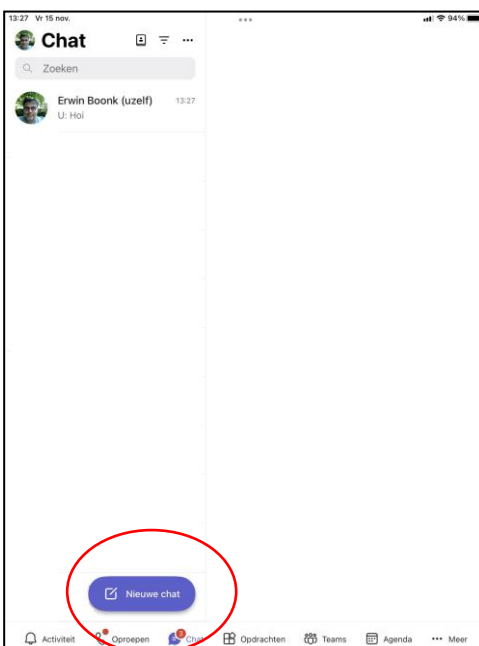 13:27 Vr 15 nov. 94%
Chat
Zoeken
Erwin Boonk (uzelf) 13:27
U: Hoi
Nieuwe chat
Activiteit Oproepen 3 Chat Opdrachten Teams Agenda Meer